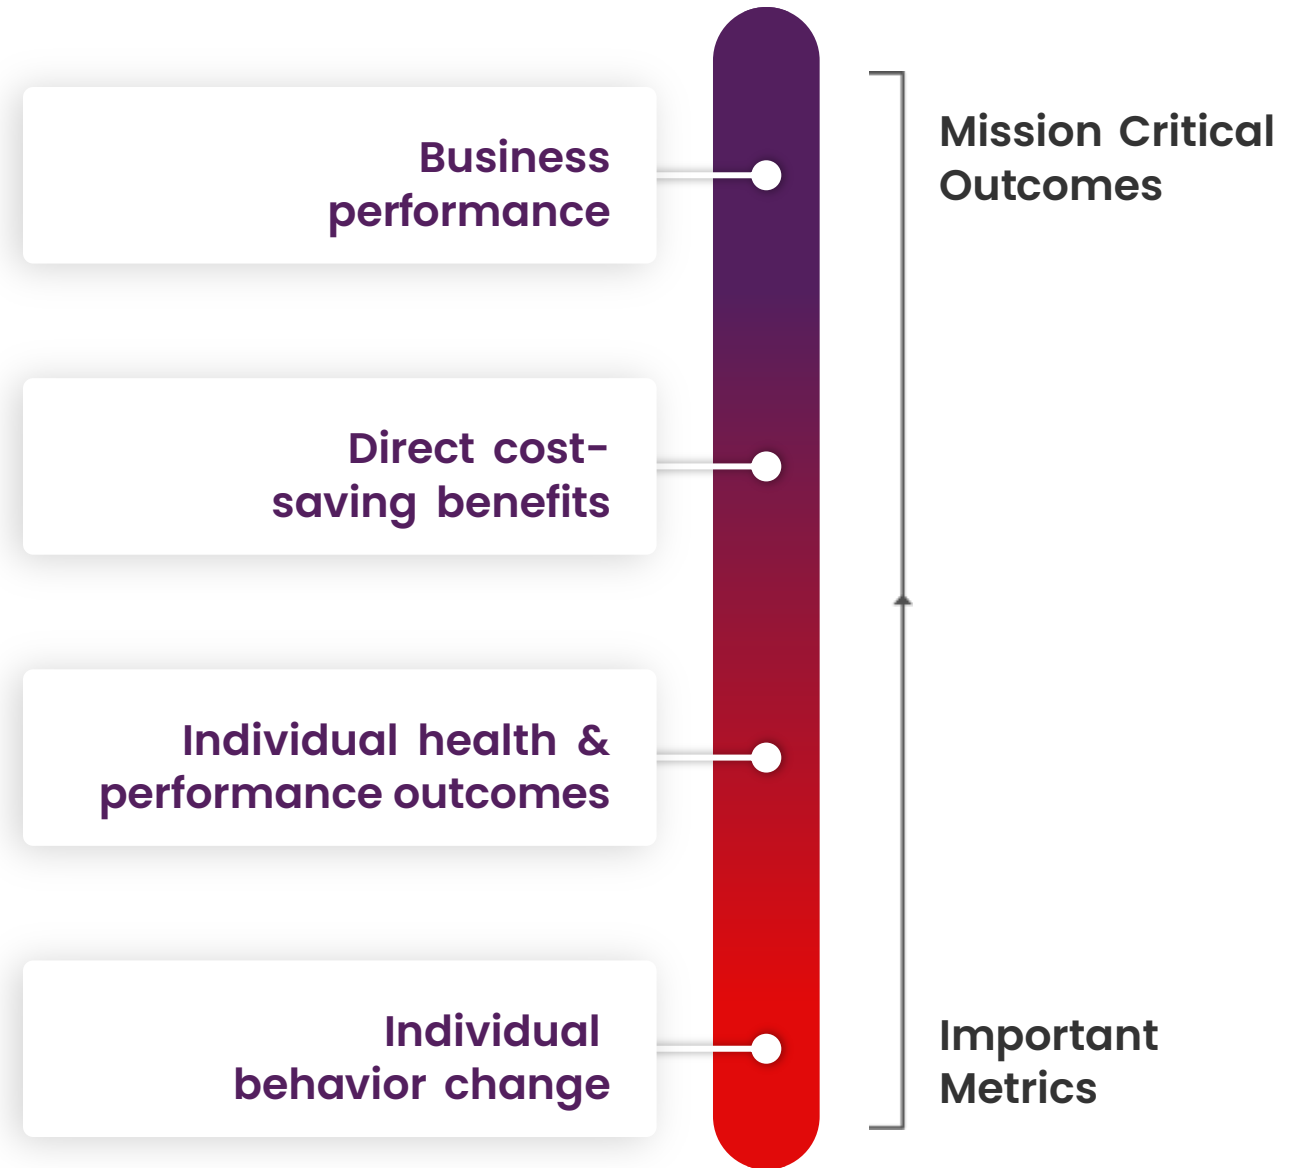 Business
performance
Mission Critical
Outcomes
Direct cost-
saving benefits
Individual health &
performance outcomes
Individual
behavior change
Important
Metrics